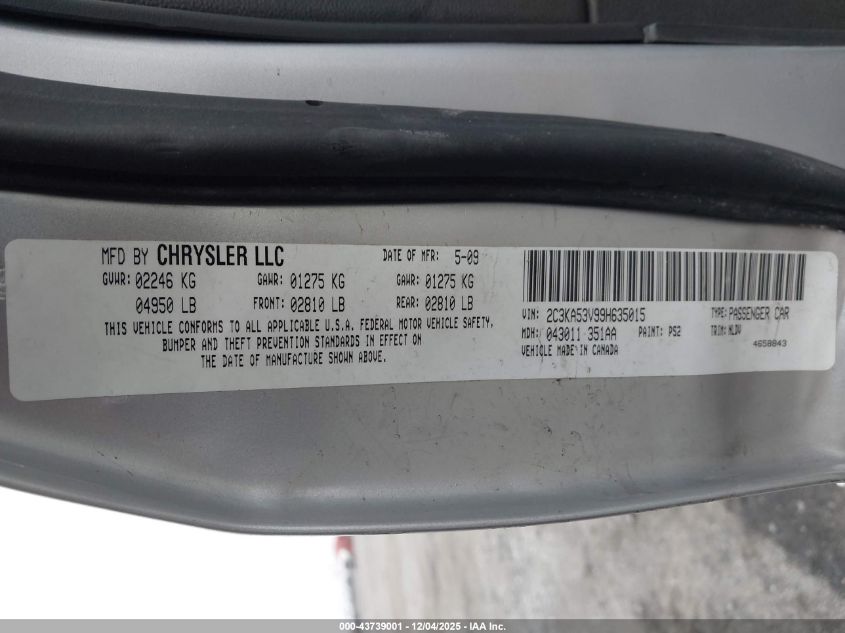 MFD BY CHRYSLER LLC DATE OF MFR: 5-09
GVWR: 02246 KG GAWR: 01275 KG GAWR: 01275 KG
04950 LB FRONT: 02810 LB REAR: 02810 LB
THIS VEHICLE CONFORMS TO ALL APPLICABLE U.S.A. FEDERAL MOTOR VEHICLE SAFETY,
BUMPER AND THEFT PREVENTION STANDARDS IN EFFECT ON
THE DATE OF MANUFACTURE SHOWN ABOVE.
VIN: 2C3KA53V99H635015 TYPE: PASSENGER CAR
MDH: 043011 351AA PAINT: PS2 TRIM: NLDV
VEHICLE MADE IN CANADA 4658843
000-43739001 - 12/04/2025 - IAA Inc.